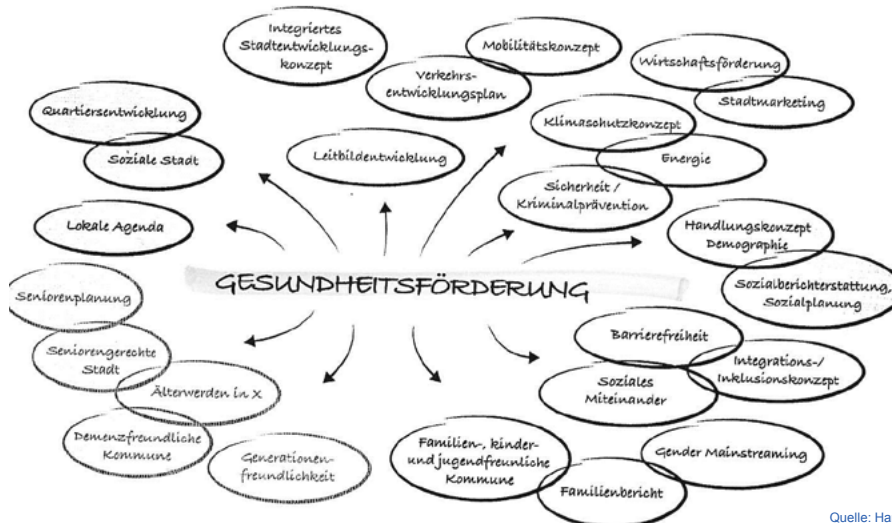 Integriertes
Stadtentwicklungs-
konzept
Mobilitätskonzept
Verkehrs-
entwicklungsplan
Wirtschaftsförderung
Stadtmarketing
Quartiersentwicklung
Soziale Stadt
Leitbildentwicklung
Klimaschutzkonzept
Energie
Sicherheit /
Kriminalprävention
Lokale Agenda
Handlungskonzept
Demographie
Sozialberichterstattung,
Sozialplanung
GESUNDHEITSFÖRDERUNG
Seniorenplanung
Seniorengerechte
Stadt
Älterwerden in X
Demenzfreundliche
Kommune
Generationen-
freundlichkeit
Barrierefreiheit
Integrations-/
Inklusionskonzept
Soziales
Miteinander
Familien-, kinder-
und jugendfreunliche
Kommune
Familienbericht
Gender Mainstreaming
Quelle: Ha